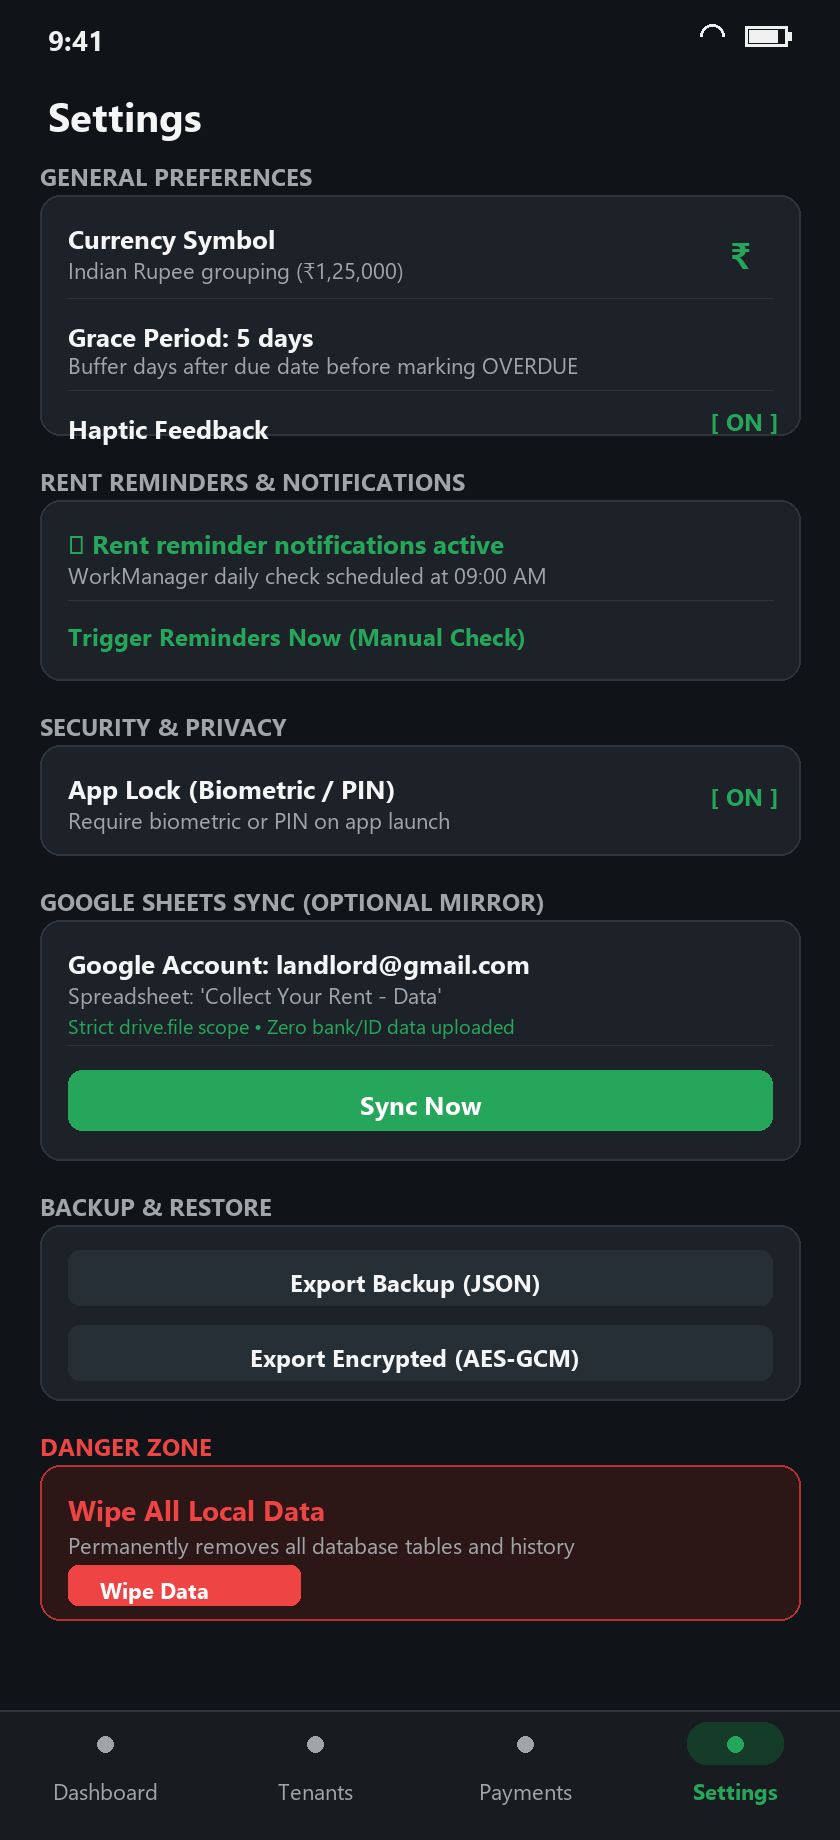 9:41
Settings
GENERAL PREFERENCES
Currency Symbol
Indian Rupee grouping (₹1,25,000)
₹
Grace Period: 5 days
Buffer days after due date before marking OVERDUE
Haptic Feedback
[ ON ]
RENT REMINDERS & NOTIFICATIONS
Rent reminder notifications active
WorkManager daily check scheduled at 09:00 AM
Trigger Reminders Now (Manual Check)
SECURITY & PRIVACY
App Lock (Biometric / PIN)
Require biometric or PIN on app launch
[ ON ]
GOOGLE SHEETS SYNC (OPTIONAL MIRROR)
Google Account: landlord@gmail.com
Spreadsheet: 'Collect Your Rent - Data'
Strict drive.file scope • Zero bank/ID data uploaded
Sync Now
BACKUP & RESTORE
Export Backup (JSON)
Export Encrypted (AES-GCM)
DANGER ZONE
Wipe All Local Data
Permanently removes all database tables and history
Wipe Data
Dashboard
Tenants
Payments
Settings